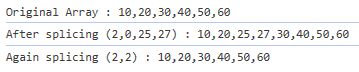 Original Array : 10,20,30,40,50,60
After splicing (2,0,25,27) : 10,20,25,27,30,40,50,60
Again splicing (2,2) : 10,20,30,40,50,60